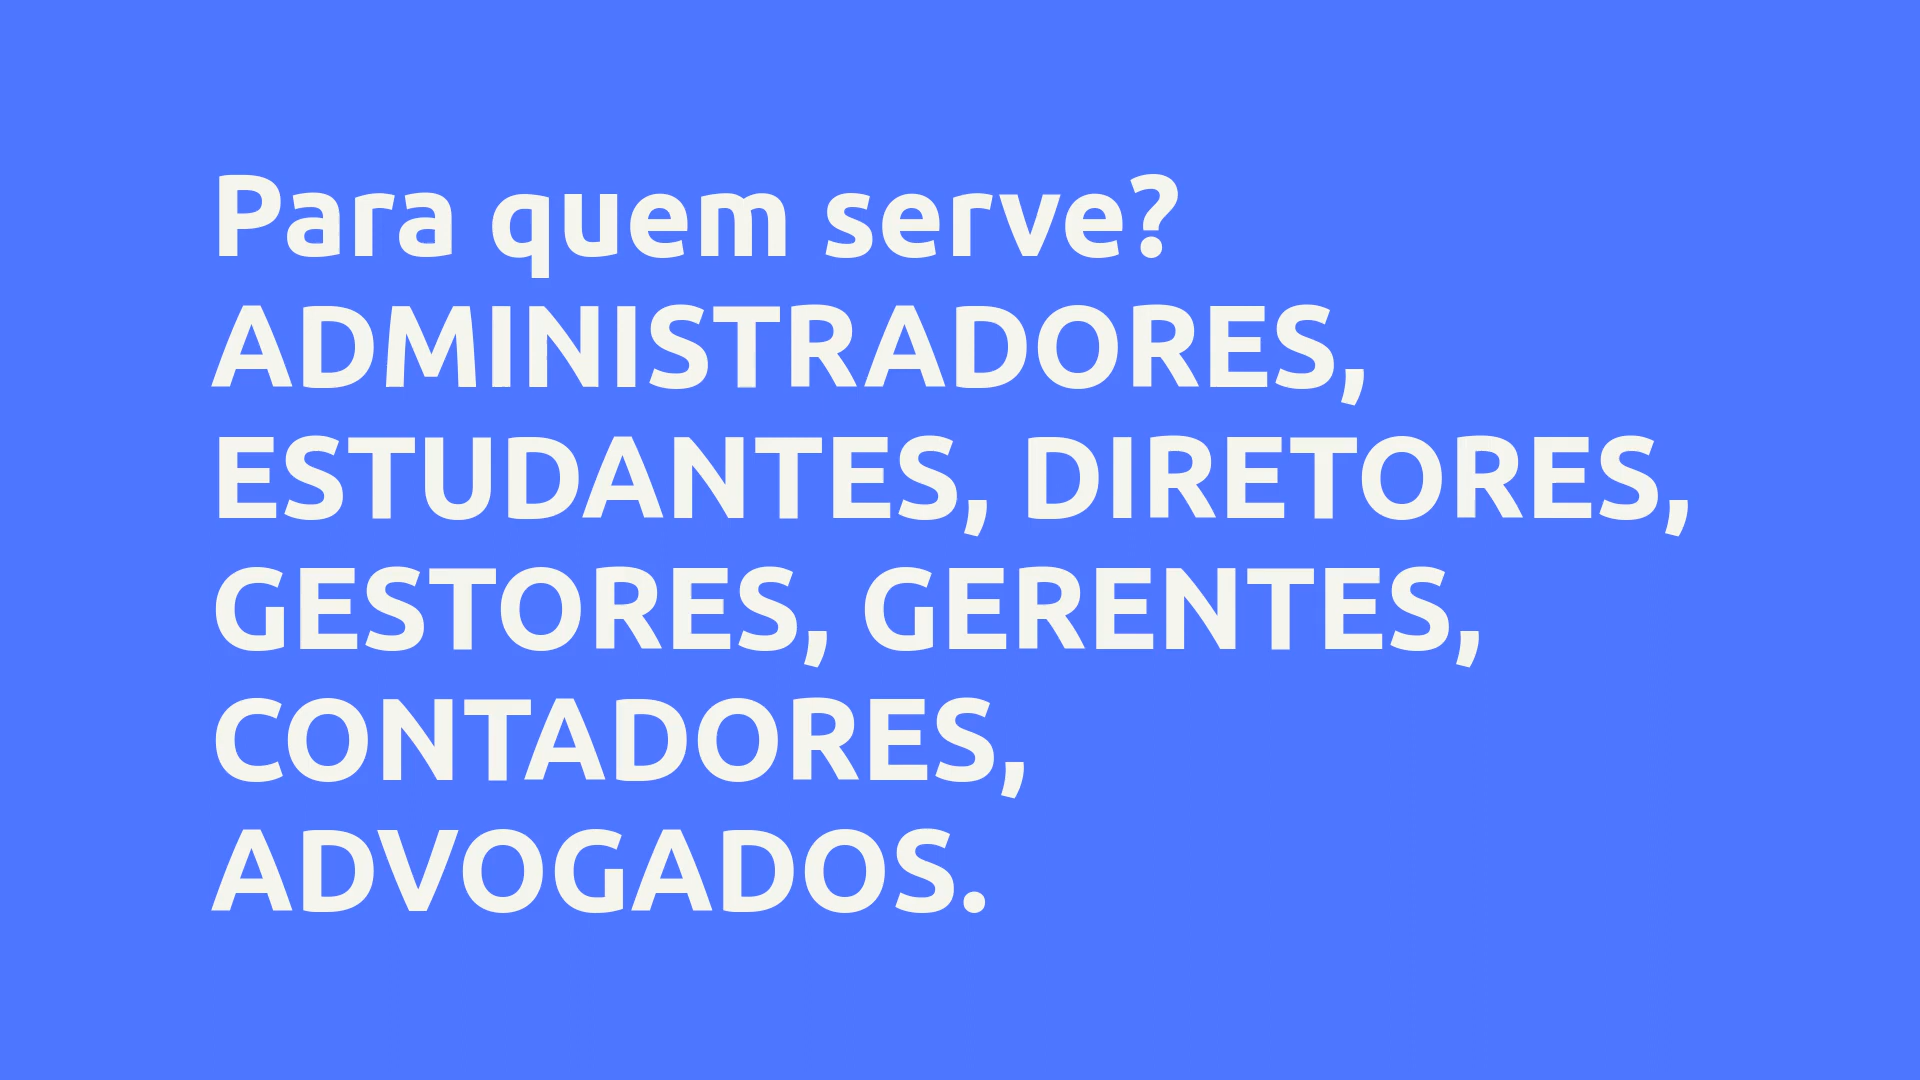 Para quem serve?
ADMINISTRADORES,
ESTUDANTES, DIRETORES,
GESTORES, GERENTES,
CONTADORES,
ADVOGADOS.